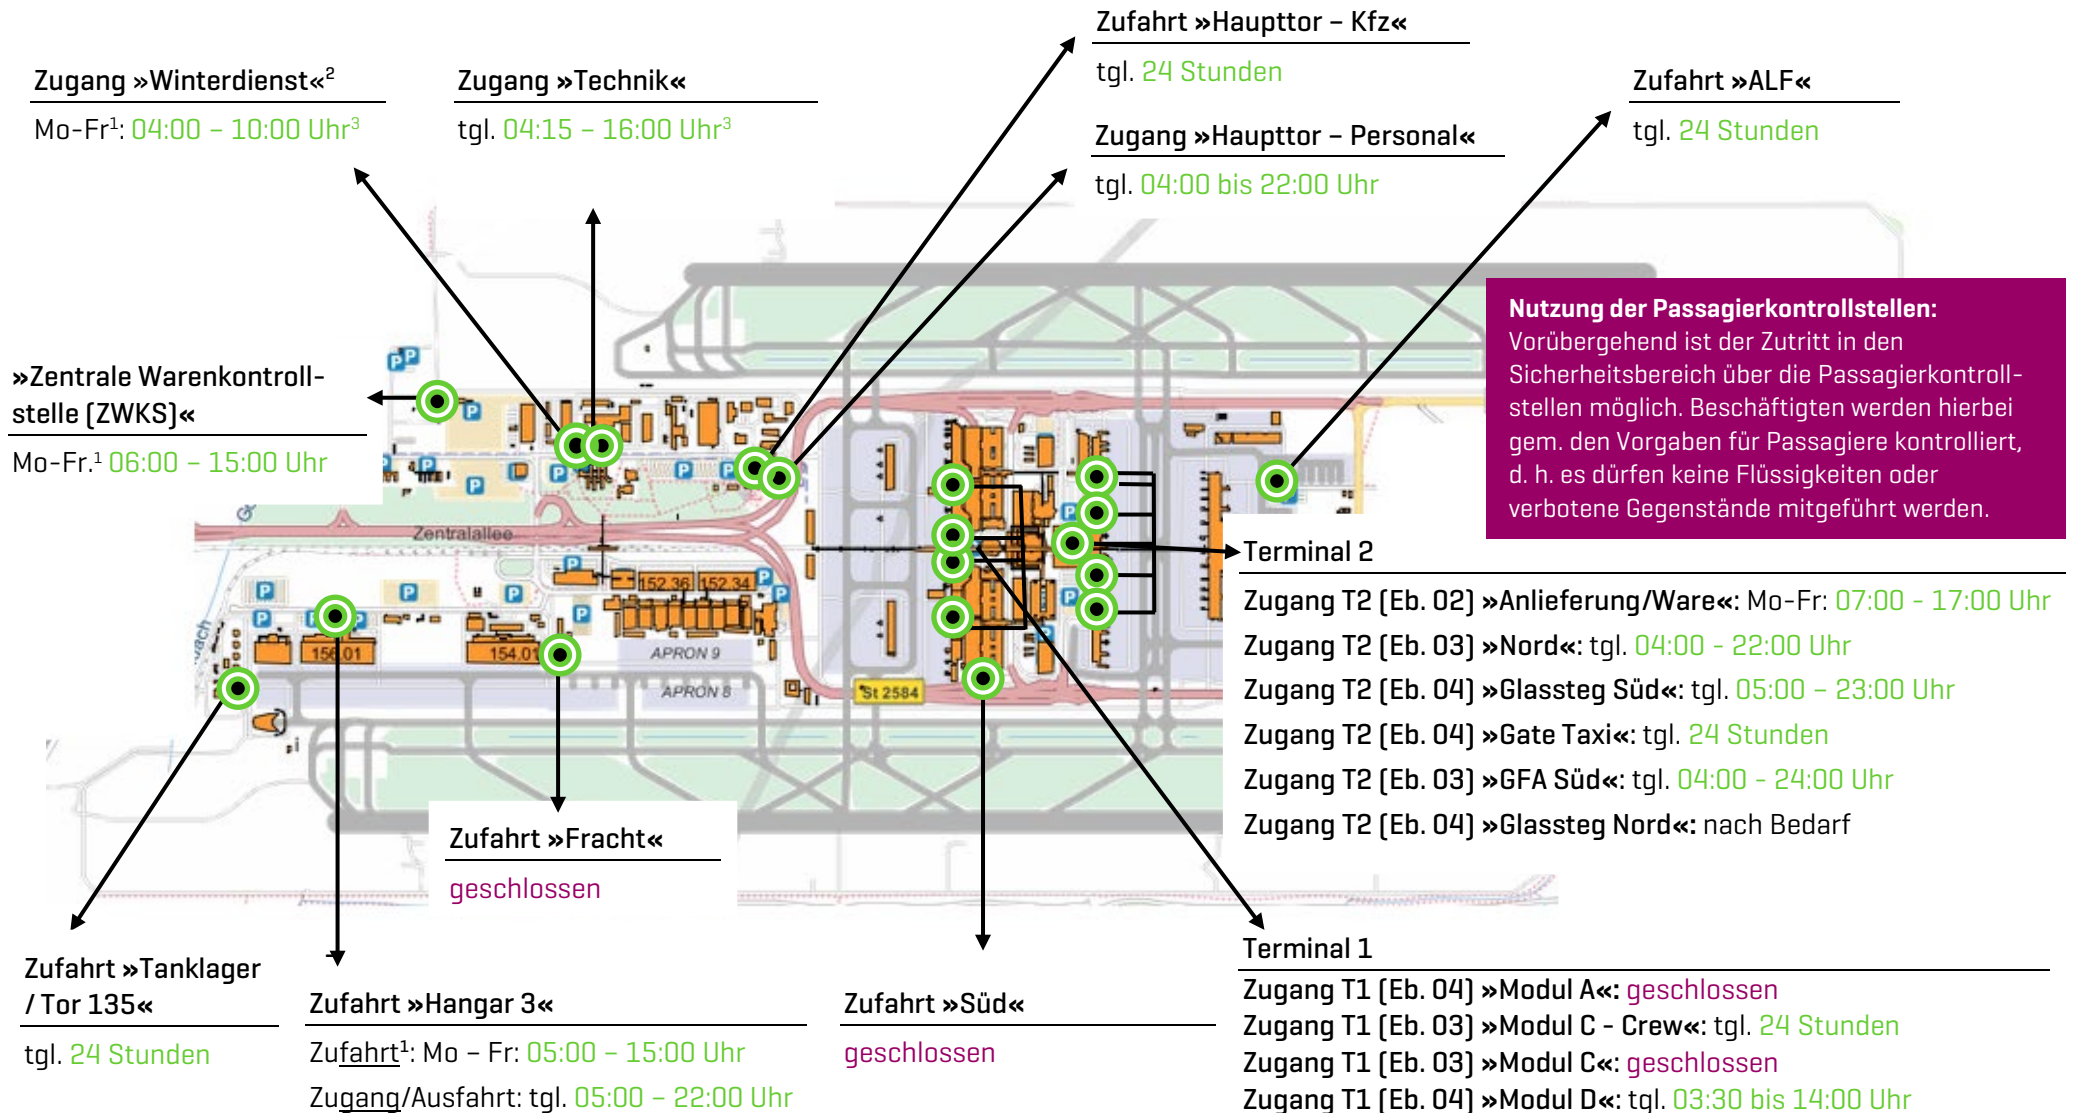 Zufahrt »Haupttor – Kfz«
tgl. 24 Stunden
Zugang »Winterdienst«²
Mo-Fr¹: 04:00 – 10:00 Uhr³
Zugang »Technik«
tgl. 04:15 – 16:00 Uhr³
Zugang »Haupttor – Personal«
tgl. 04:00 bis 22:00 Uhr
Zufahrt »ALF«
tgl. 24 Stunden
Nutzung der Passagierkontrollstellen:
Vorübergehend ist der Zutritt in den
Sicherheitsbereich über die Passagierkontroll-
stellen möglich. Beschäftigten werden hierbei
gem. den Vorgaben für Passagiere kontrolliert,
d. h. es dürfen keine Flüssigkeiten oder
verbotene Gegenstände mitgeführt werden.
»Zentrale Warenkontroll-
stelle (ZWKS)«
Mo-Fr.¹ 06:00 – 15:00 Uhr
P P
P
P P P P
P P
Zentralallee
P
P
P
152.36 152.34
P
P
P
P
P
P
P
P
P
P
P
156.01
154.01
APRON 9
APRON 8
St 2584
Terminal 2
Zugang T2 (Eb. 02) »Anlieferung/Ware«: Mo-Fr: 07:00 - 17:00 Uhr
Zugang T2 (Eb. 03) »Nord«: tgl. 04:00 - 22:00 Uhr
Zugang T2 (Eb. 04) »Glassteg Süd«: tgl. 05:00 – 23:00 Uhr
Zugang T2 (Eb. 04) »Gate Taxi«: tgl. 24 Stunden
Zugang T2 (Eb. 03) »GFA Süd«: tgl. 04:00 - 24:00 Uhr
Zugang T2 (Eb. 04) »Glassteg Nord«: nach Bedarf
Zufahrt »Fracht«
geschlossen
Zufahrt »Tanklager
/ Tor 135«
tgl. 24 Stunden
Zufahrt »Hangar 3«
Zufahrt¹: Mo – Fr: 05:00 – 15:00 Uhr
Zugang/Ausfahrt: tgl. 05:00 – 22:00 Uhr
Zufahrt »Süd«
geschlossen
Terminal 1
Zugang T1 (Eb. 04) »Modul A«: geschlossen
Zugang T1 (Eb. 03) »Modul C - Crew«: tgl. 24 Stunden
Zugang T1 (Eb. 03) »Modul C«: geschlossen
Zugang T1 (Eb. 04) »Modul D«: tgl. 03:30 bis 14:00 Uhr